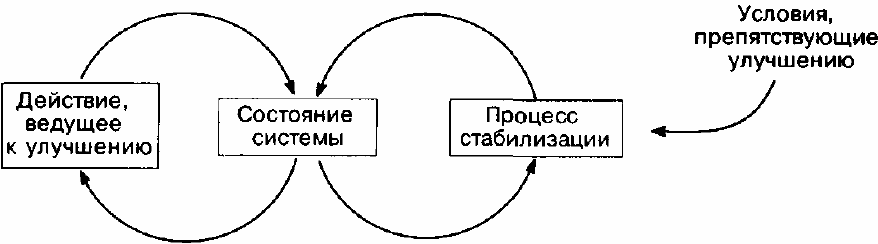 Условия,
препятствующие
улучшению
Действие,
ведущее
к улучшению
Состояние
системы
Процесс
стабилизации